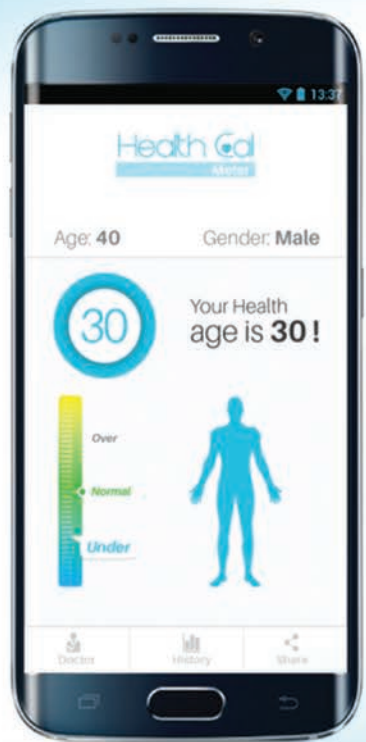 13:37
Health Cal
Meter
Age: 40 Gender: Male
30
Your Health
age is 30 !
Over
Normal
Under
Doctor History Share